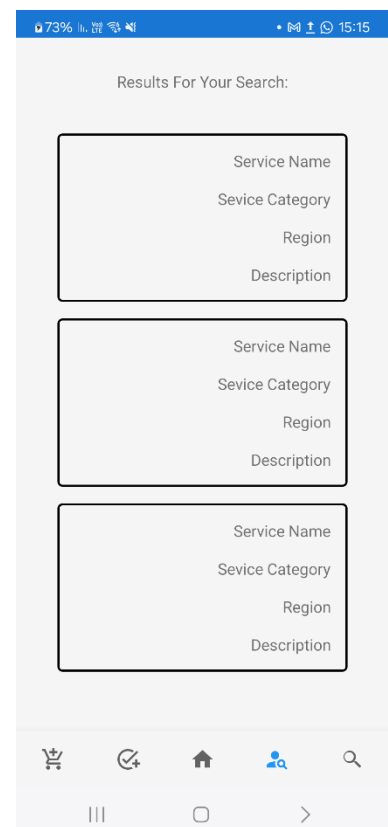 73% 15:15
Results For Your Search:
Service Name
Sevice Category
Region
Description
Service Name
Sevice Category
Region
Description
Service Name
Sevice Category
Region
Description